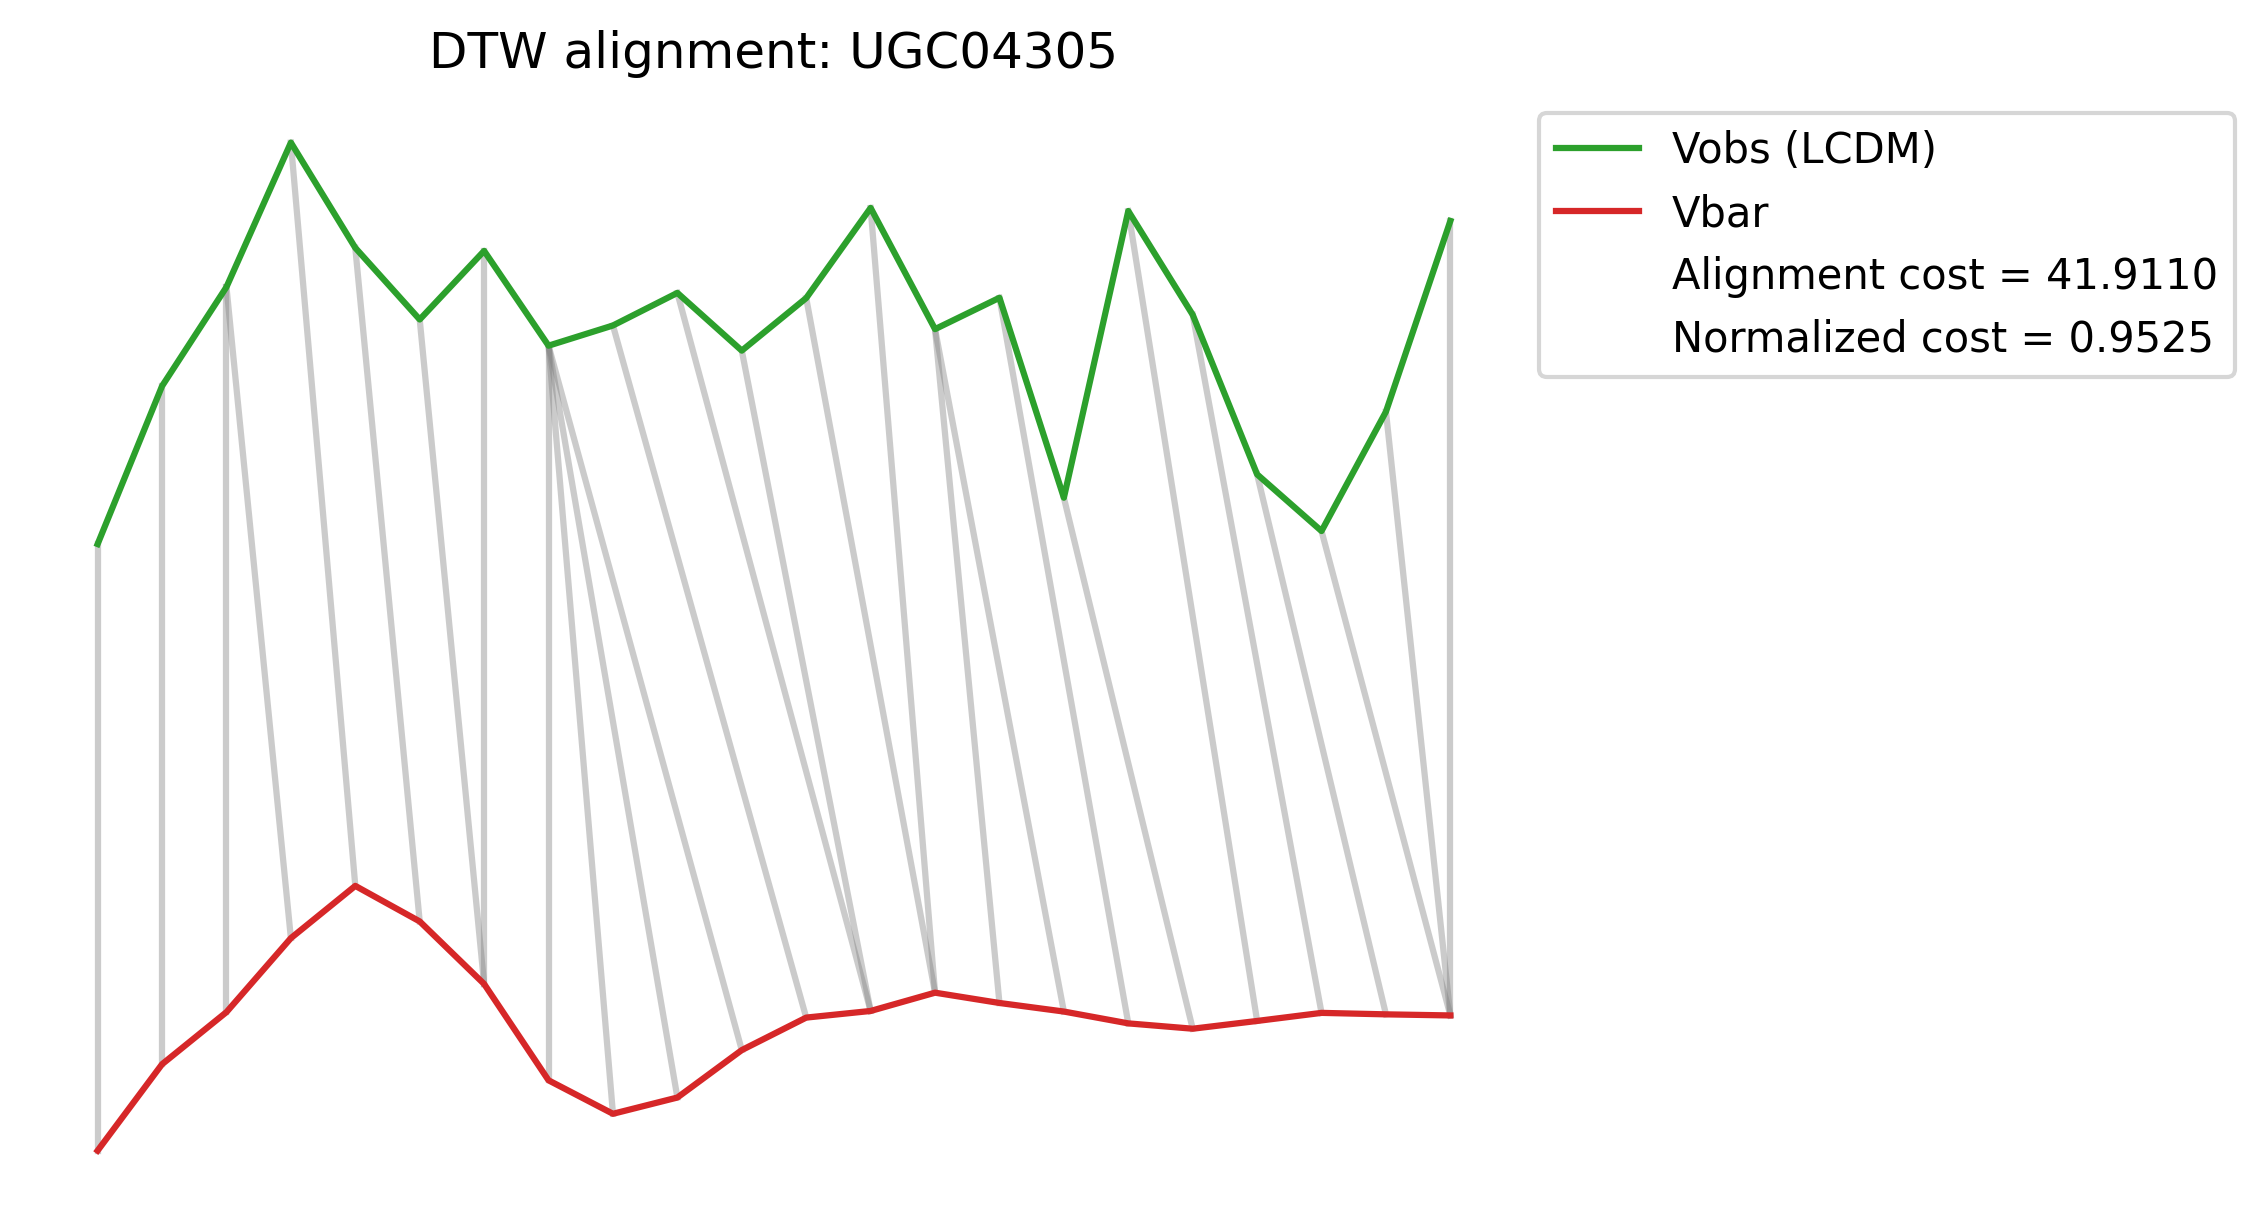 DTW alignment: UGC04305
Vobs (LCDM)
Vbar
Alignment cost = 41.9110
Normalized cost = 0.9525